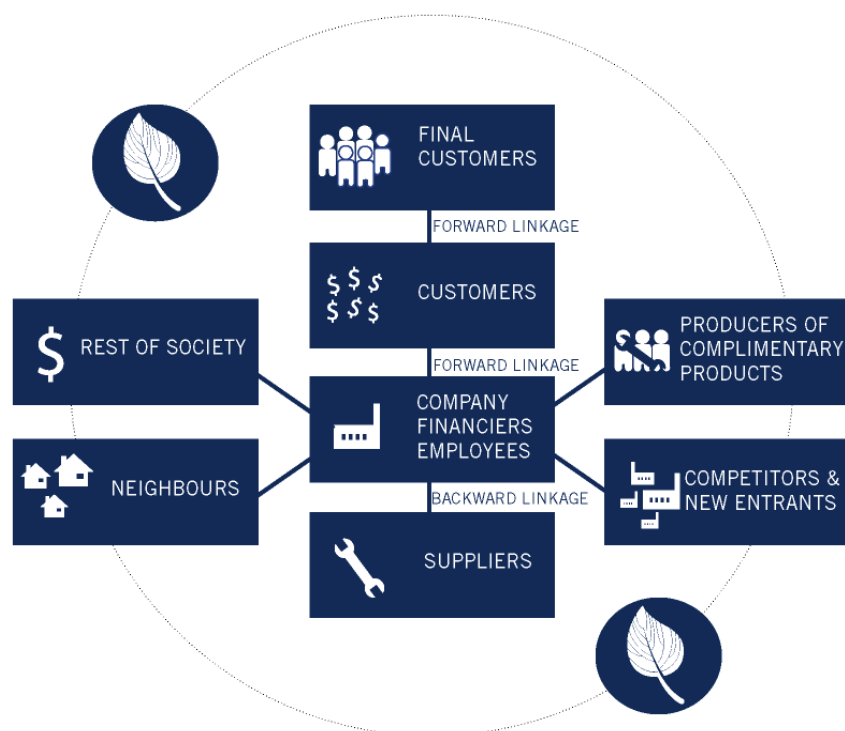 FINAL
CUSTOMERS
FORWARD LINKAGE
CUSTOMERS
REST OF SOCIETY
PRODUCERS OF
COMPLIMENTARY
PRODUCTS
FORWARD LINKAGE
COMPANY
FINANCIERS
EMPLOYEES
NEIGHBOURS
COMPETITORS &
NEW ENTRANTS
BACKWARD LINKAGE
SUPPLIERS